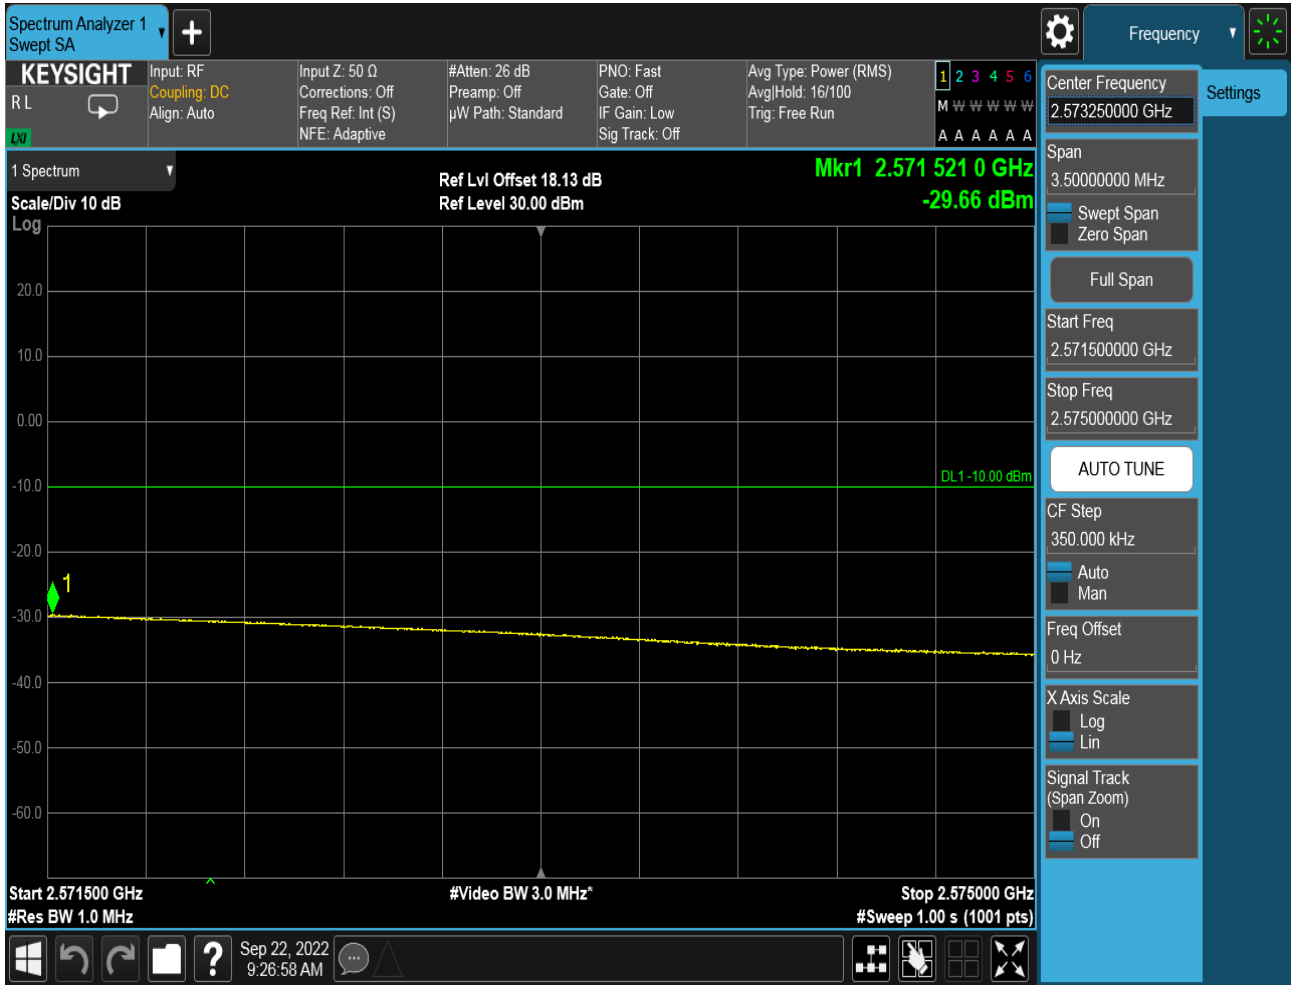 Spectrum Analyzer 1
Swept SA
Frequency
KEYSIGHT
R L
LXI
Input: RF
Coupling: DC
Align: Auto
Input Z: 50 Ω
Corrections: Off
Freq Ref: Int (S)
NFE: Adaptive
#Atten: 26 dB
Preamp: Off
µW Path: Standard
PNO: Fast
Gate: Off
IF Gain: Low
Sig Track: Off
Avg Type: Power (RMS)
Avg|Hold: 16/100
Trig: Free Run
1 2 3 4 5 6
M W W W W W
A A A A A A
1 Spectrum
Scale/Div 10 dB
Log
Ref Lvl Offset 18.13 dB
Ref Level 30.00 dBm
Mkr1 2.571 521 0 GHz
-29.66 dBm
20.0
10.0
0.00
-10.0
DL1 -10.00 dBm
-20.0
1
-30.0
-40.0
-50.0
-60.0
Start 2.571500 GHz
#Res BW 1.0 MHz
#Video BW 3.0 MHz*
Stop 2.575000 GHz
#Sweep 1.00 s (1001 pts)
Center Frequency
2.573250000 GHz
Settings
Span
3.50000000 MHz
Swept Span
Zero Span
Full Span
Start Freq
2.571500000 GHz
Stop Freq
2.575000000 GHz
AUTO TUNE
CF Step
350.000 kHz
Auto
Man
Freq Offset
0 Hz
X Axis Scale
Log
Lin
Signal Track
(Span Zoom)
On
Off
?
Sep 22, 2022
9:26:58 AM